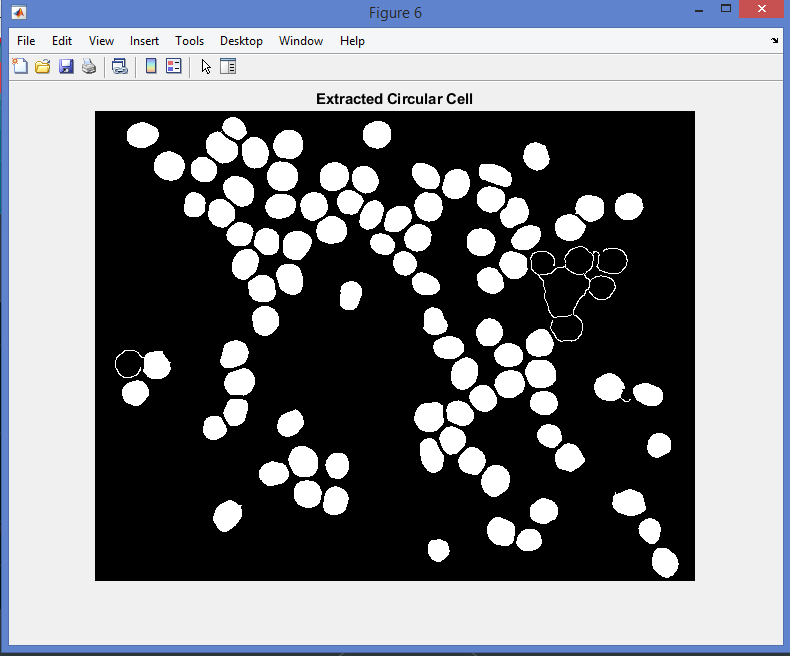 Figure 6
File Edit View Insert Tools Desktop Window Help
Extracted Circular Cell